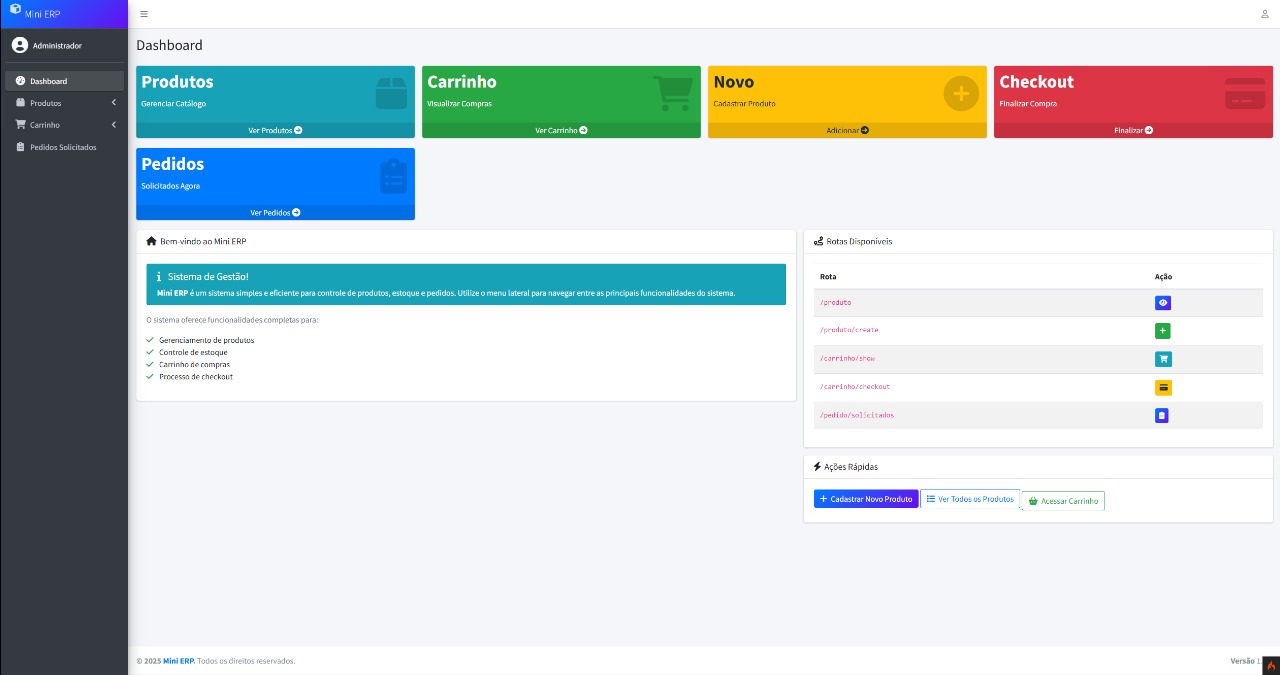 Mini ERP
Administrador
Dashboard
Produtos
Carrinho
Pedidos Solicitados
Dashboard
Produtos
Gerenciar Catálogo
Ver Produtos
Carrinho
Visualizar Compras
Ver Carrinho
Novo
Cadastrar Produto
Adicionar
Checkout
Finalizar Compra
Finalizar
Pedidos
Solicitados Agora
Ver Pedidos
Bem-vindo ao Mini ERP
Sistema de Gestão!
Mini ERP é um sistema simples e eficiente para controle de produtos, estoque e pedidos. Utilize o menu lateral para navegar entre as principais funcionalidades do sistema.
O sistema oferece funcionalidades completas para:
Gerenciamento de produtos
Controle de estoque
Carrinho de compras
Processo de checkout
Rotas Disponíveis
Rota Ação
/produto
/produto/create
/carrinho/show
/carrinho/checkout
/pedido/solicitados
Ações Rápidas
Cadastrar Novo Produto
Ver Todos os Produtos
Acessar Carrinho
© 2025 Mini ERP. Todos os direitos reservados.
Versão 1.